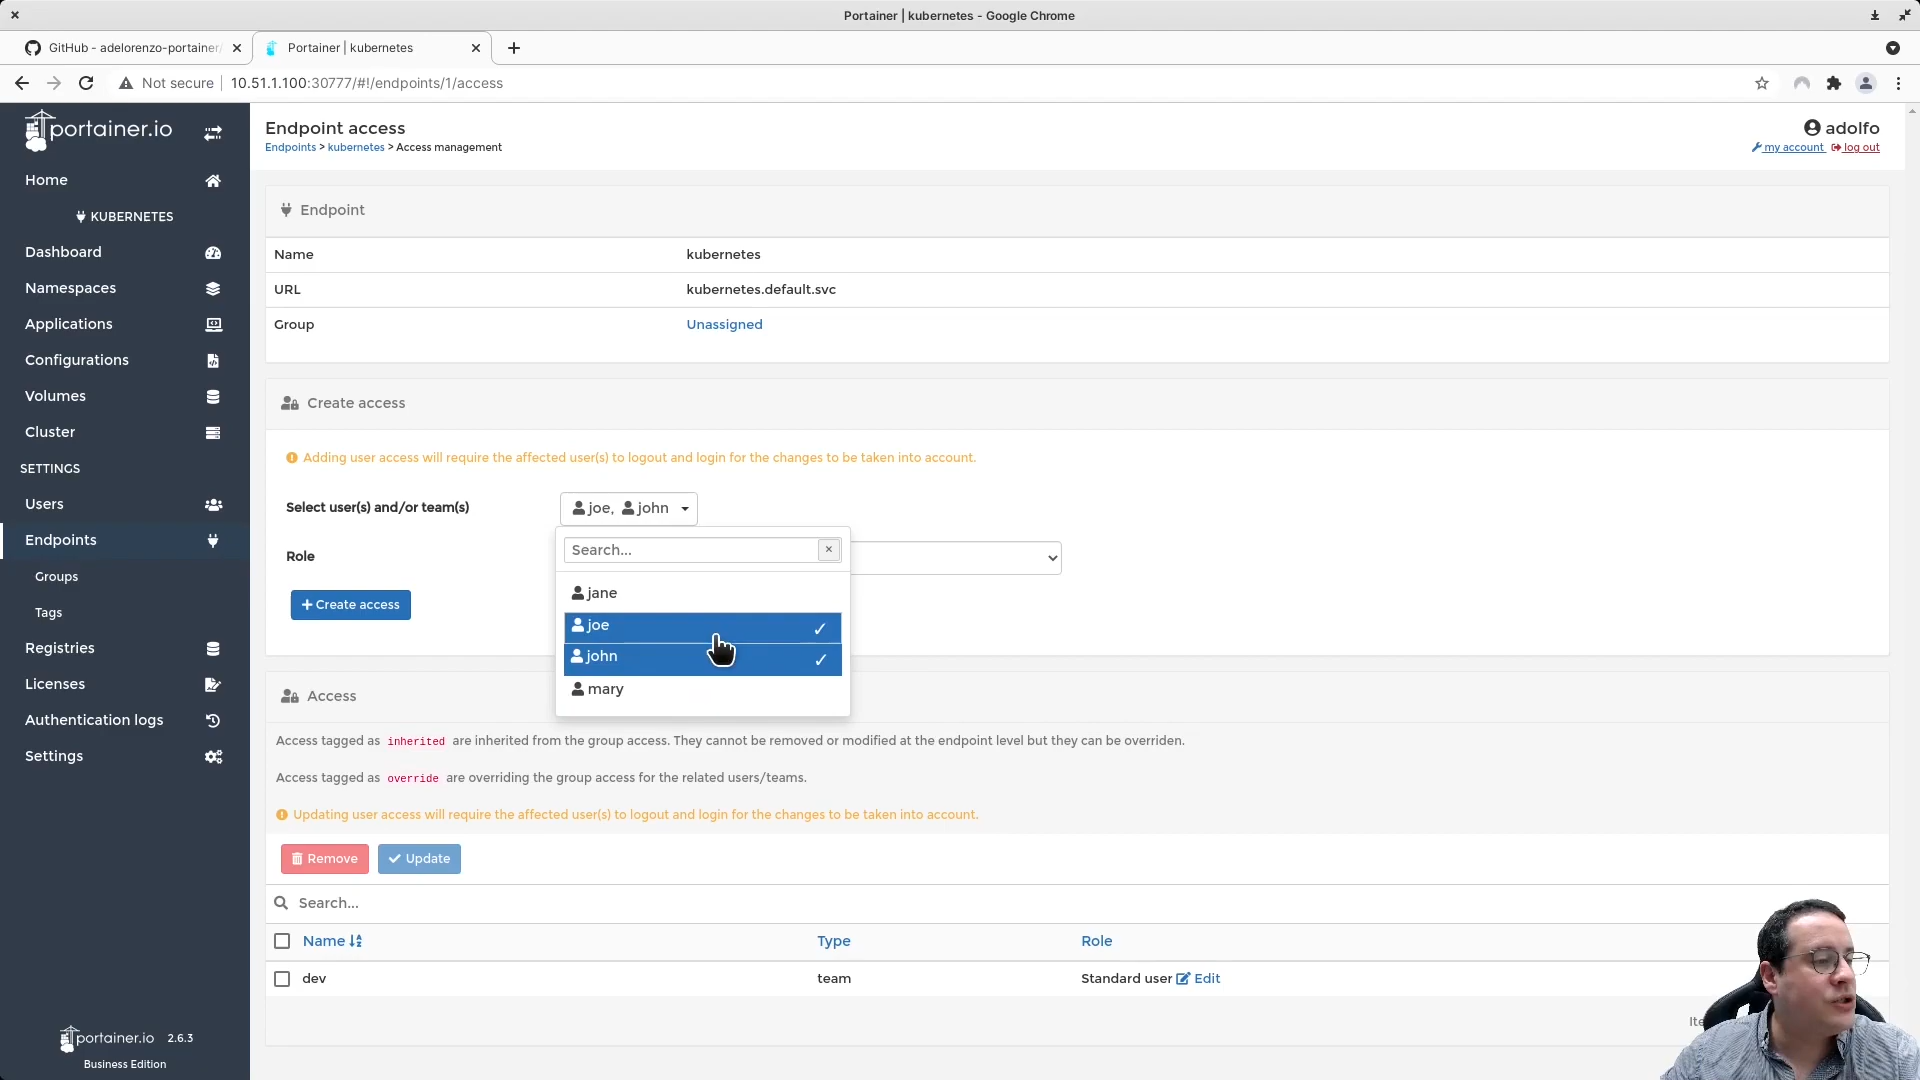 Portainer | kubernetes - Google Chrome
GitHub - adelorenzo-portainer/
Portainer | kubernetes
Not secure
10.51.1.100:30777/#!/endpoints/1/access
portainer.io
Home
KUBERNETES
Dashboard
Namespaces
Applications
Configurations
Volumes
Cluster
SETTINGS
Users
Endpoints
Groups
Tags
Registries
Licenses
Authentication logs
Settings
portainer.io 2.6.3
Business Edition
Endpoint access
Endpoints > kubernetes > Access management
adolfo
my account log out
Endpoint
Name kubernetes
URL kubernetes.default.svc
Group Unassigned
Create access
Adding user access will require the affected user(s) to logout and login for the changes to be taken into account.
Select user(s) and/or team(s) joe, john
Search...
Role
+ Create access
jane
joe
john
mary
Access
Access tagged as inherited are inherited from the group access. They cannot be removed or modified at the endpoint level but they can be overriden.
Access tagged as override are overriding the group access for the related users/teams.
Updating user access will require the affected user(s) to logout and login for the changes to be taken into account.
Remove Update
Search...
Name Type Role
dev team Standard user Edit